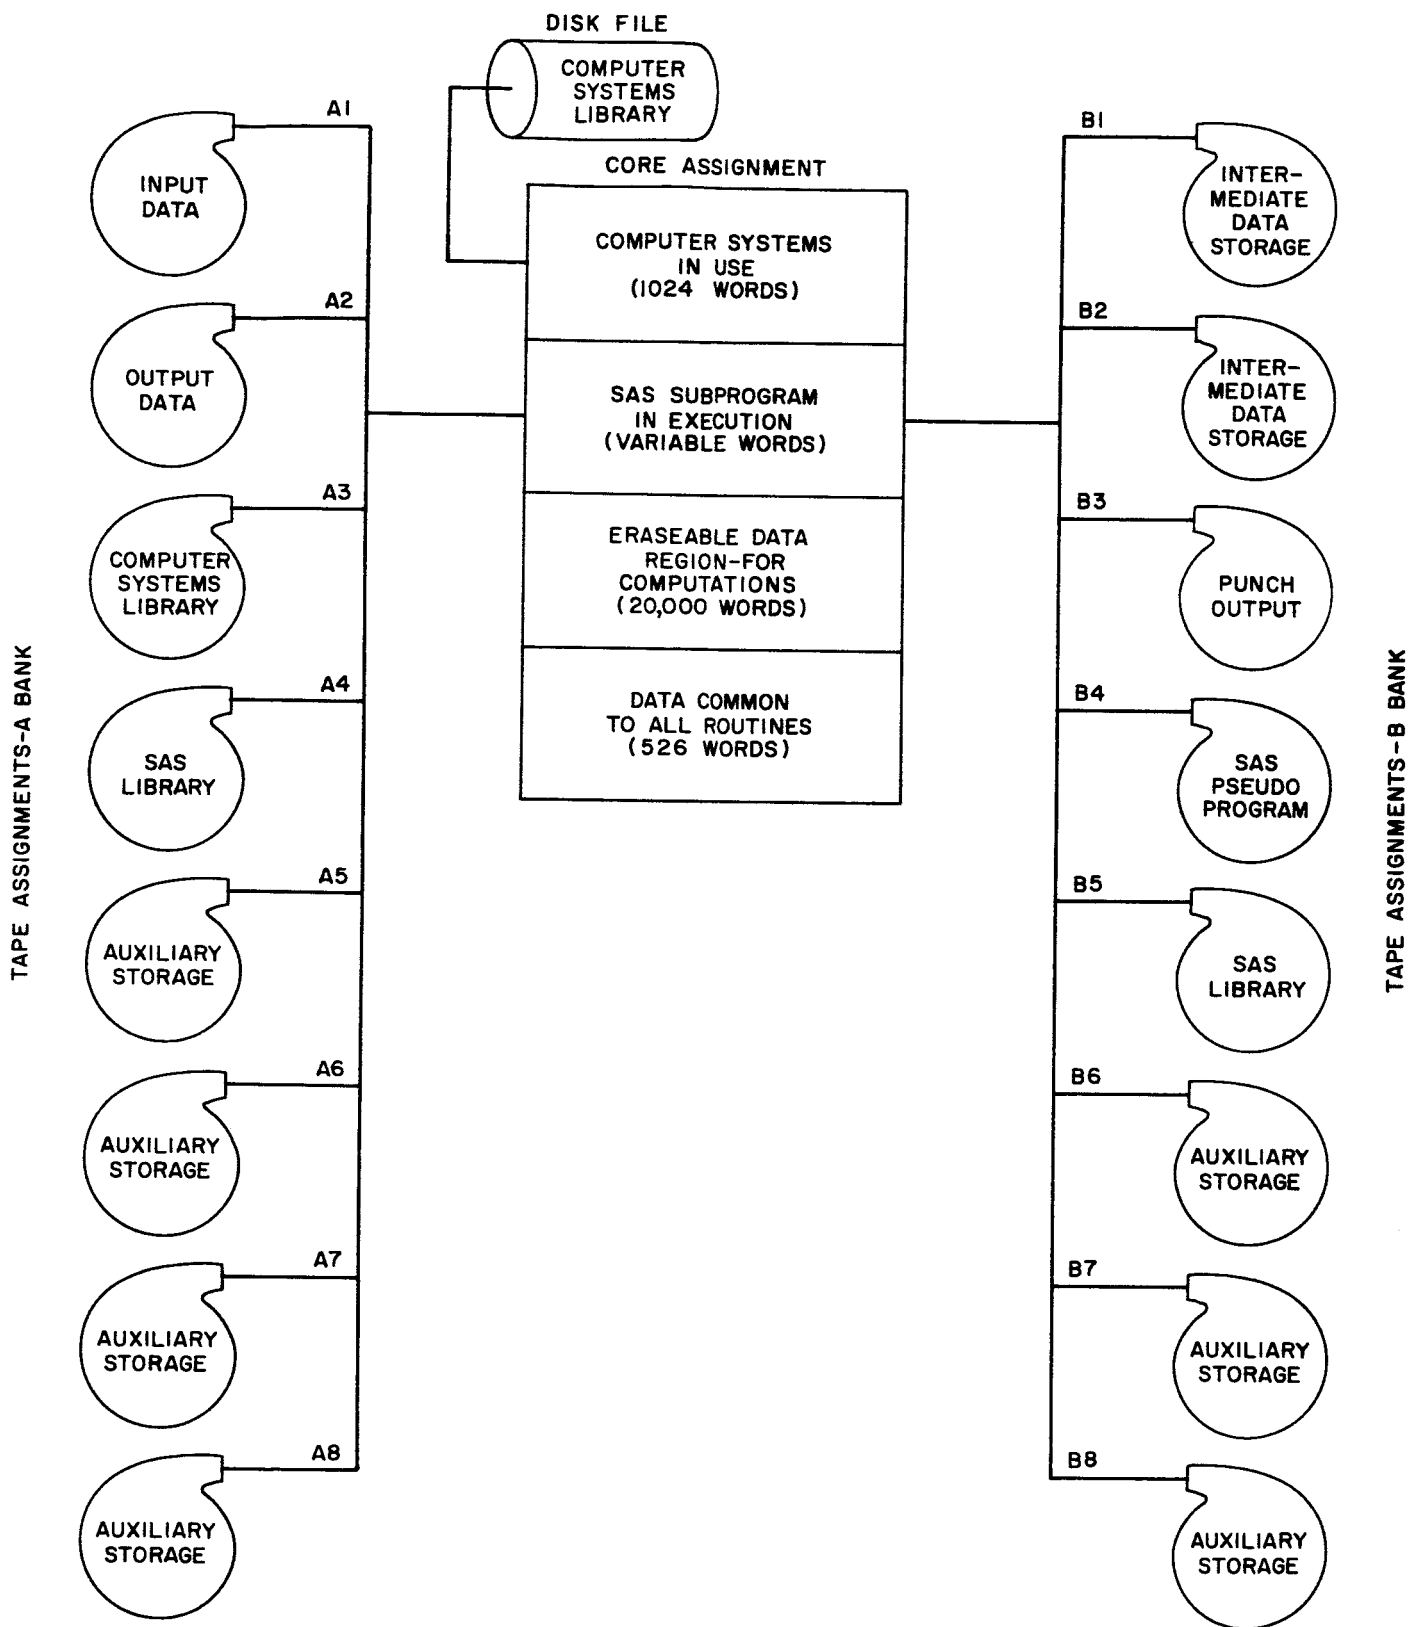 DISK FILE
COMPUTER
SYSTEMS
LIBRARY
CORE ASSIGNMENT
COMPUTER SYSTEMS
IN USE
(1024 WORDS)
SAS SUBPROGRAM
IN EXECUTION
(VARIABLE WORDS)
ERASEABLE DATA
REGION-FOR
COMPUTATIONS
(20,000 WORDS)
DATA COMMON
TO ALL ROUTINES
(526 WORDS)
TAPE ASSIGNMENTS-A BANK
A1
INPUT
DATA
A2
OUTPUT
DATA
A3
COMPUTER
SYSTEMS
LIBRARY
A4
SAS
LIBRARY
A5
AUXILIARY
STORAGE
A6
AUXILIARY
STORAGE
A7
AUXILIARY
STORAGE
A8
AUXILIARY
STORAGE
B1
INTER-
MEDIATE
DATA
STORAGE
B2
INTER-
MEDIATE
DATA
STORAGE
B3
PUNCH
OUTPUT
B4
SAS
PSEUDO
PROGRAM
B5
SAS
LIBRARY
B6
AUXILIARY
STORAGE
B7
AUXILIARY
STORAGE
B8
AUXILIARY
STORAGE
TAPE ASSIGNMENTS-B BANK